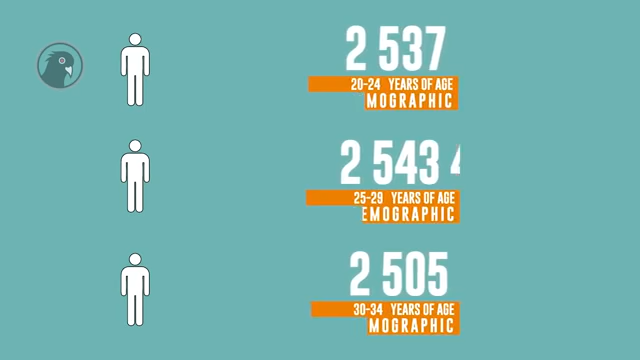 2 537
20-24 YEARS OF AGE
MOGRAPHIC
2 543
25-29 YEARS OF AGE
EMOGRAPHIC
2 505
30-34 YEARS OF AGE
MOGRAPHIC